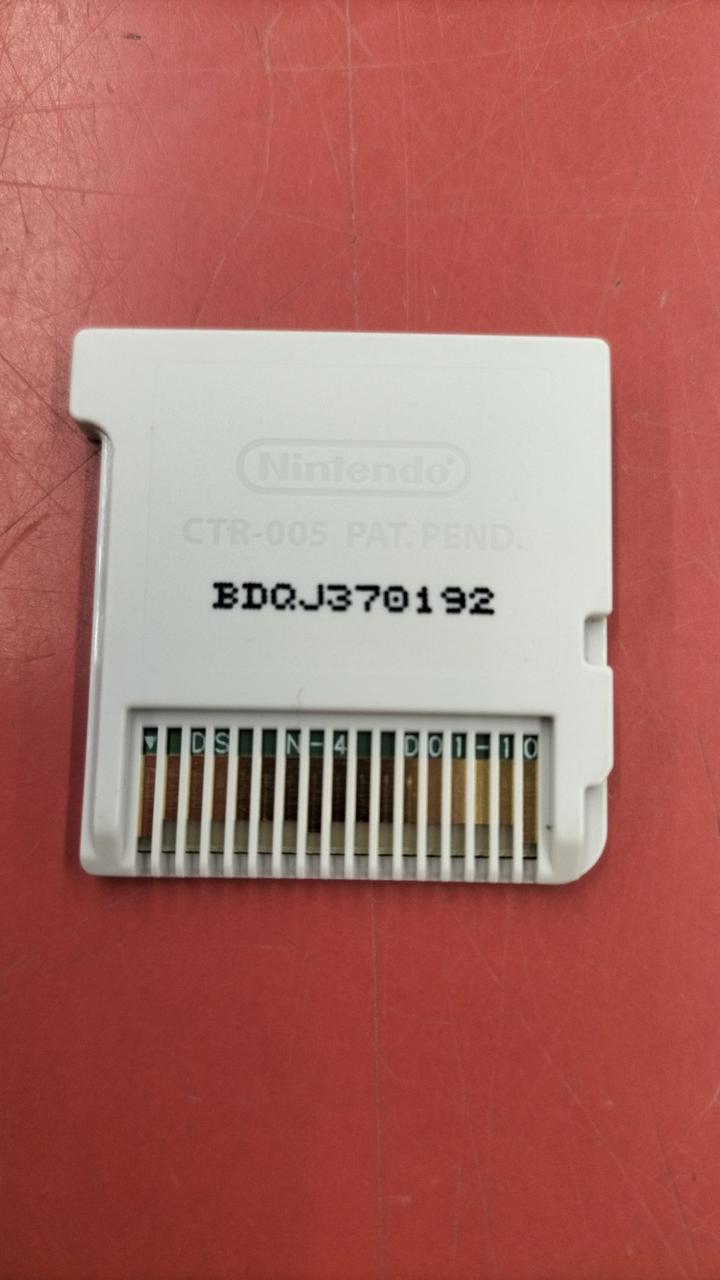 Nintendo
CTR-005 PAT.PEND.
BDQJ370192
▼ DS N-4 D01-10